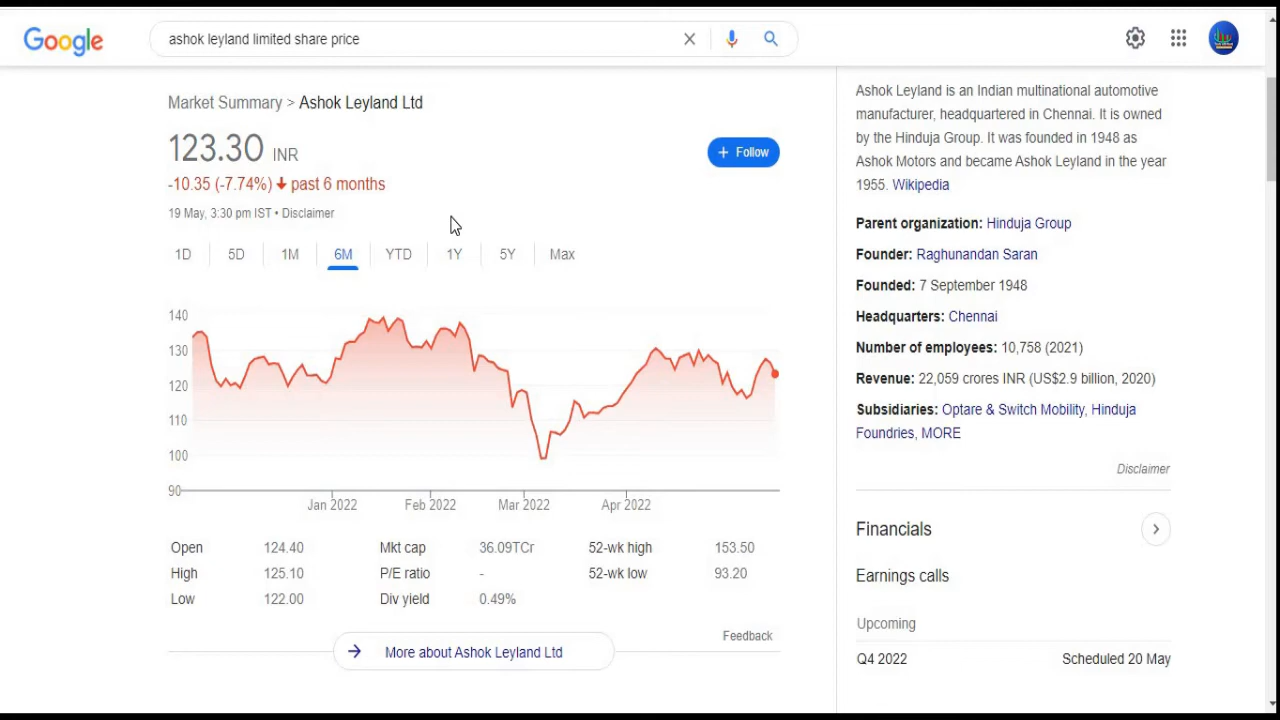 Google
ashok leyland limited share price
Market Summary > Ashok Leyland Ltd
123.30 INR
+ Follow
-10.35 (-7.74%) ↓ past 6 months
19 May, 3:30 pm IST • Disclaimer
1D 5D 1M 6M YTD 1Y 5Y Max
140
130
120
110
100
90
Jan 2022 Feb 2022 Mar 2022 Apr 2022
Open 124.40 Mkt cap 36.09TCr 52-wk high 153.50
High 125.10 P/E ratio - 52-wk low 93.20
Low 122.00 Div yield 0.49%
Feedback
→ More about Ashok Leyland Ltd
Ashok Leyland is an Indian multinational automotive
manufacturer, headquartered in Chennai. It is owned
by the Hinduja Group. It was founded in 1948 as
Ashok Motors and became Ashok Leyland in the year
1955. Wikipedia
Parent organization: Hinduja Group
Founder: Raghunandan Saran
Founded: 7 September 1948
Headquarters: Chennai
Number of employees: 10,758 (2021)
Revenue: 22,059 crores INR (US$2.9 billion, 2020)
Subsidiaries: Optare & Switch Mobility, Hinduja
Foundries, MORE
Disclaimer
Financials
Earnings calls
Upcoming
Q4 2022 Scheduled 20 May